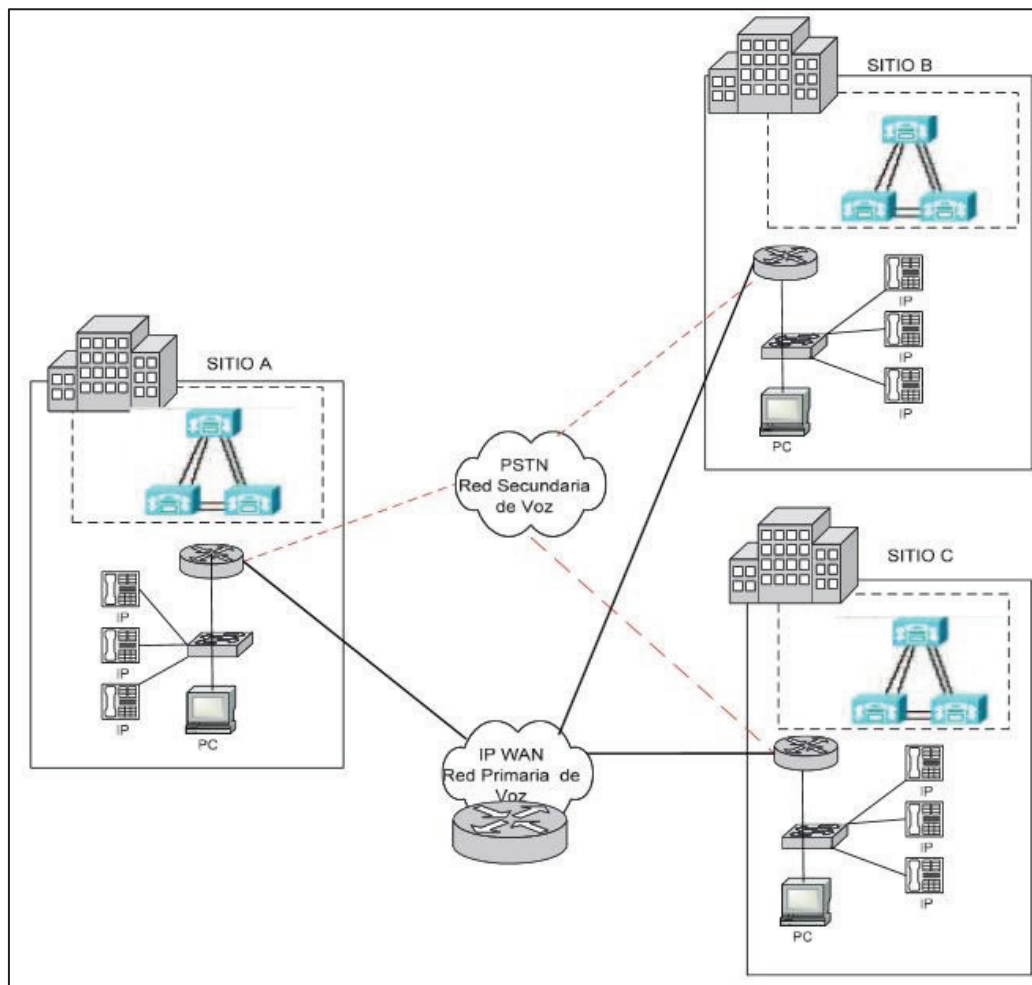 SITIO B
IP
IP
IP
PC
SITIO A
IP
IP
IP
PC
PSTN
Red Secundaria
de Voz
SITIO C
IP
IP
IP
PC
IP WAN
Red Primaria de
Voz